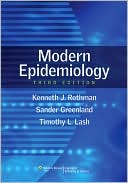 Modern
Epidemiology
THIRD EDITION
Kenneth J. Rothman
Sander Greenland
Timothy L. Lash